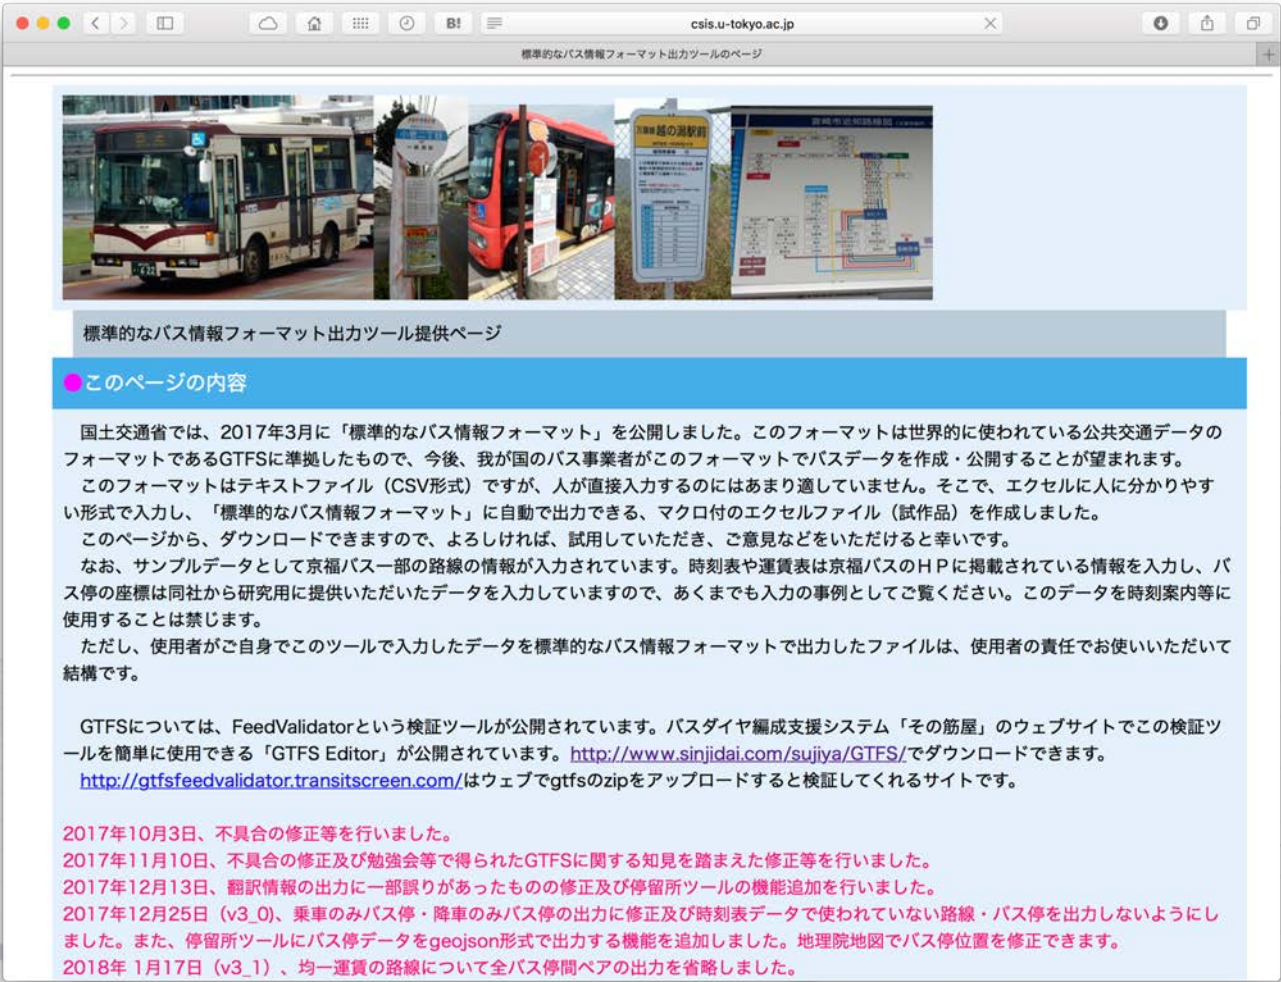 csis.u-tokyo.ac.jp
標準的なバス情報フォーマット出力ツールのページ
万葉線 越の潟駅前
標準的なバス情報フォーマット出力ツール提供ページ
●このページの内容
国土交通省では、2017年3月に「標準的なバス情報フォーマット」を公開しました。このフォーマットは世界的に使われている公共交通データの
フォーマットであるGTFSに準拠したもので、今後、我が国のバス事業者がこのフォーマットでバスデータを作成・公開することが望まれます。
このフォーマットはテキストファイル（CSV形式）ですが、人が直接入力するのにはあまり適していません。そこで、エクセルに人に分かりやす
い形式で入力し、「標準的なバス情報フォーマット」に自動で出力できる、マクロ付のエクセルファイル（試作品）を作成しました。
このページから、ダウンロードできますので、よろしければ、試用していただき、ご意見などをいただけると幸いです。
なお、サンプルデータとして京福バス一部の路線の情報が入力されています。時刻表や運賃表は京福バスのＨＰに掲載されている情報を入力し、バ
ス停の座標は同社から研究用に提供いただいたデータを入力していますので、あくまでも入力の事例としてご覧ください。このデータを時刻案内等に
使用することは禁じます。
ただし、使用者がご自身でこのツールで入力したデータを標準的なバス情報フォーマットで出力したファイルは、使用者の責任でお使いいただいて
結構です。
GTFSについては、FeedValidatorという検証ツールが公開されています。バスダイヤ編成支援システム「その筋屋」のウェブサイトでこの検証ツ
ールを簡単に使用できる「GTFS Editor」が公開されています。http://www.sinjidai.com/sujiya/GTFS/でダウンロードできます。
http://gtfsfeedvalidator.transitscreen.com/はウェブでgtfsのzipをアップロードすると検証してくれるサイトです。
2017年10月3日、不具合の修正等を行いました。
2017年11月10日、不具合の修正及び勉強会等で得られたGTFSに関する知見を踏まえた修正等を行いました。
2017年12月13日、翻訳情報の出力に一部誤りがあったものの修正及び停留所ツールの機能追加を行いました。
2017年12月25日（v3_0)、乗車のみバス停・降車のみバス停の出力に修正及び時刻表データで使われていない路線・バス停を出力しないようにし
ました。また、停留所ツールにバス停データをgeojson形式で出力する機能を追加しました。地理院地図でバス停位置を修正できます。
2018年 1月17日（v3_1）、均一運賃の路線について全バス停間ペアの出力を省略しました。